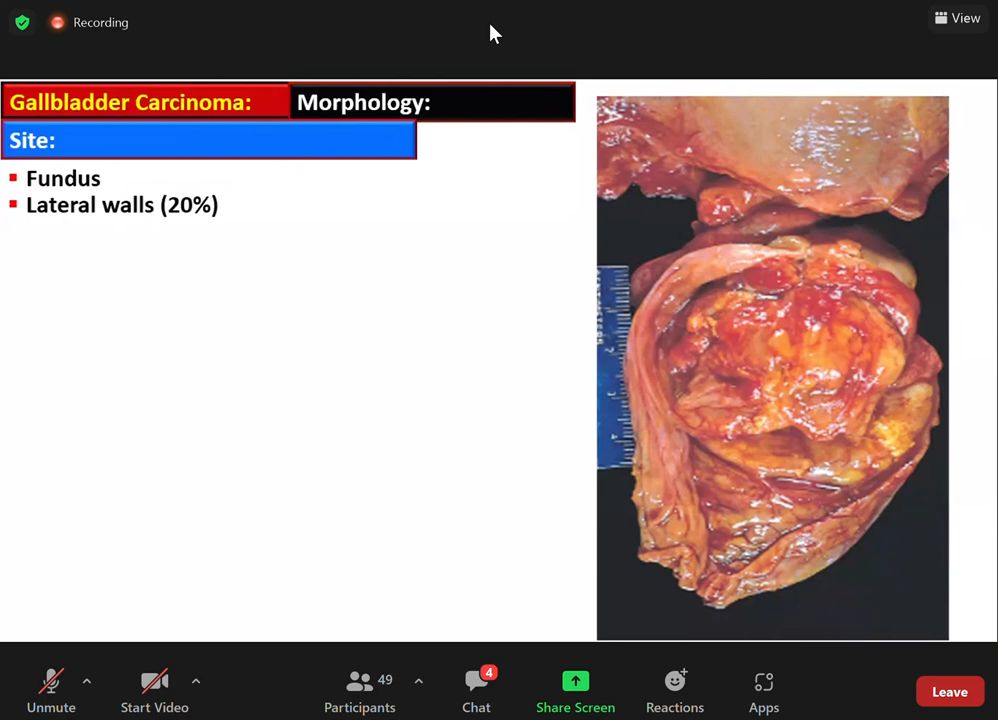 Recording
View
Gallbladder Carcinoma: Morphology:
Site:
Fundus
Lateral walls (20%)
Unmute
Start Video
49
Participants
4
Chat
Share Screen
Reactions
Apps
Leave